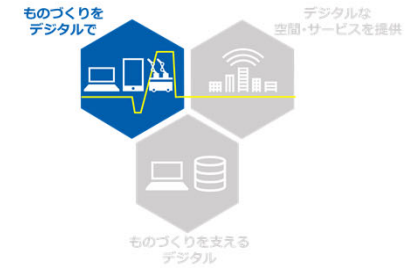 ものづくりを
デジタルで
デジタルな
空間・サービスを提供
ものづくりを支える
デジタル